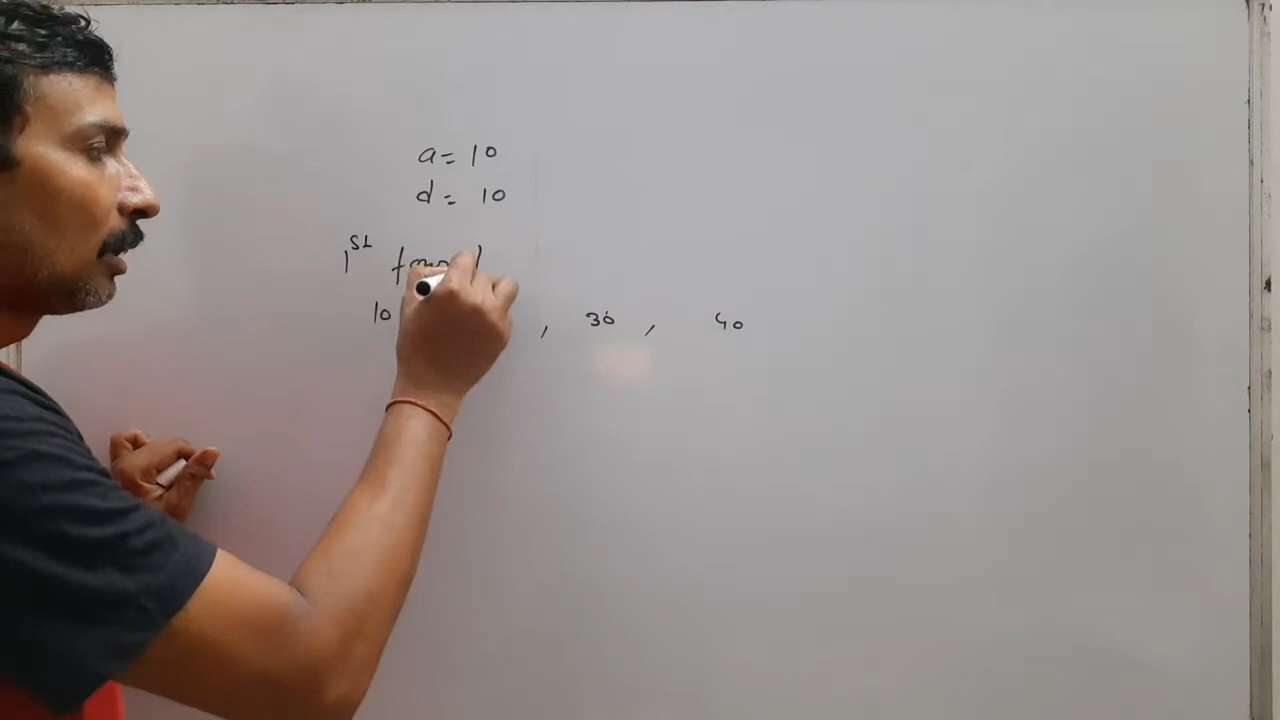 a = 10
d = 10
1st
10 , 30 , 40